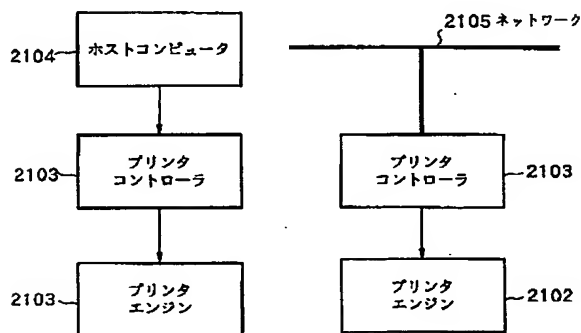 2104
ホストコンピュータ
2105 ネットワーク
2103
プリンタ
コントローラ
プリンタ
コントローラ
2103
2103
プリンタ
エンジン
プリンタ
エンジン
2102